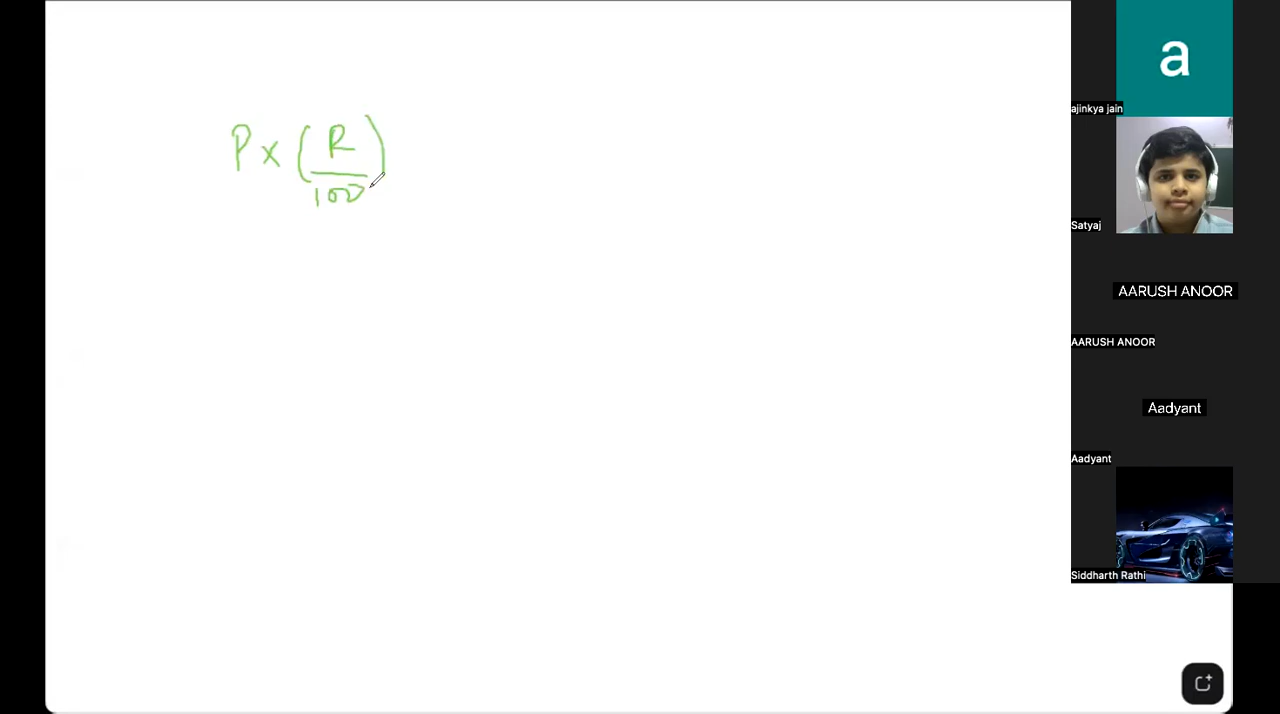 P × (R/100)
a
ajinkya jain
Satyaj
AARUSH ANOOR
AARUSH ANOOR
Aadyant
Aadyant
Siddharth Rathi